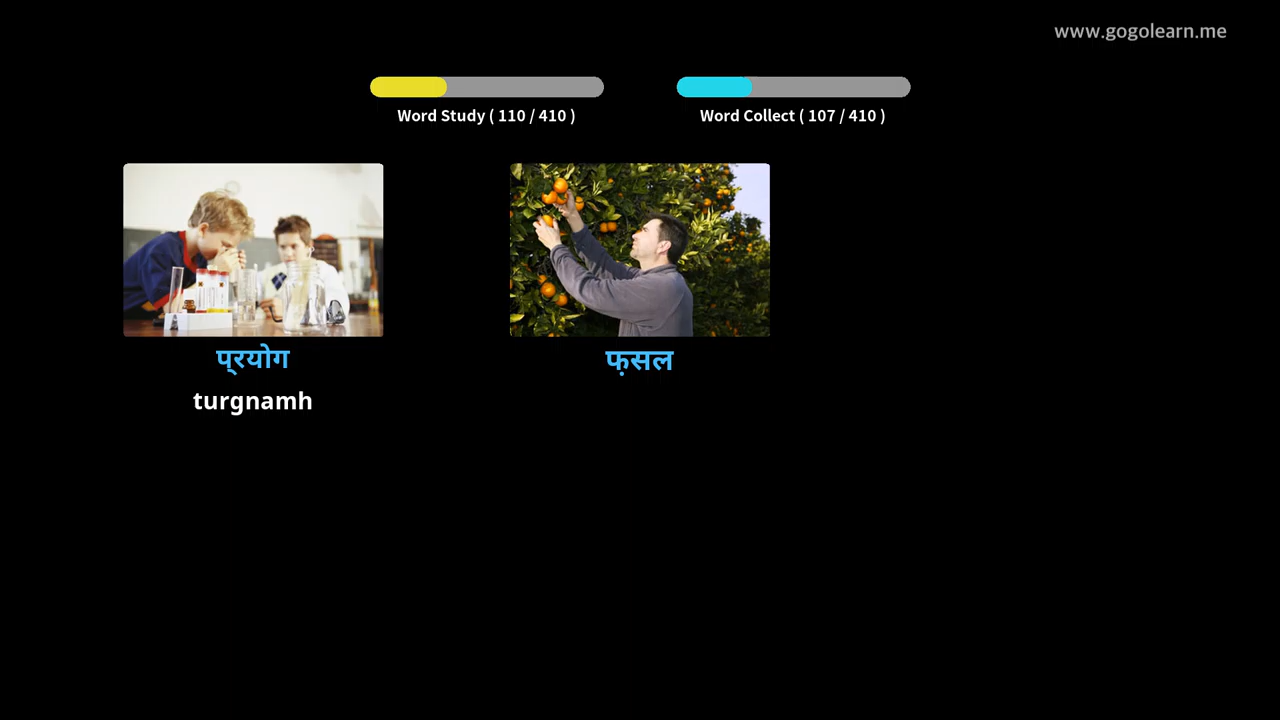 www.gogolearn.me
Word Study ( 110 / 410 )
Word Collect ( 107 / 410 )
प्रयोग
फ़सल
turgnamh